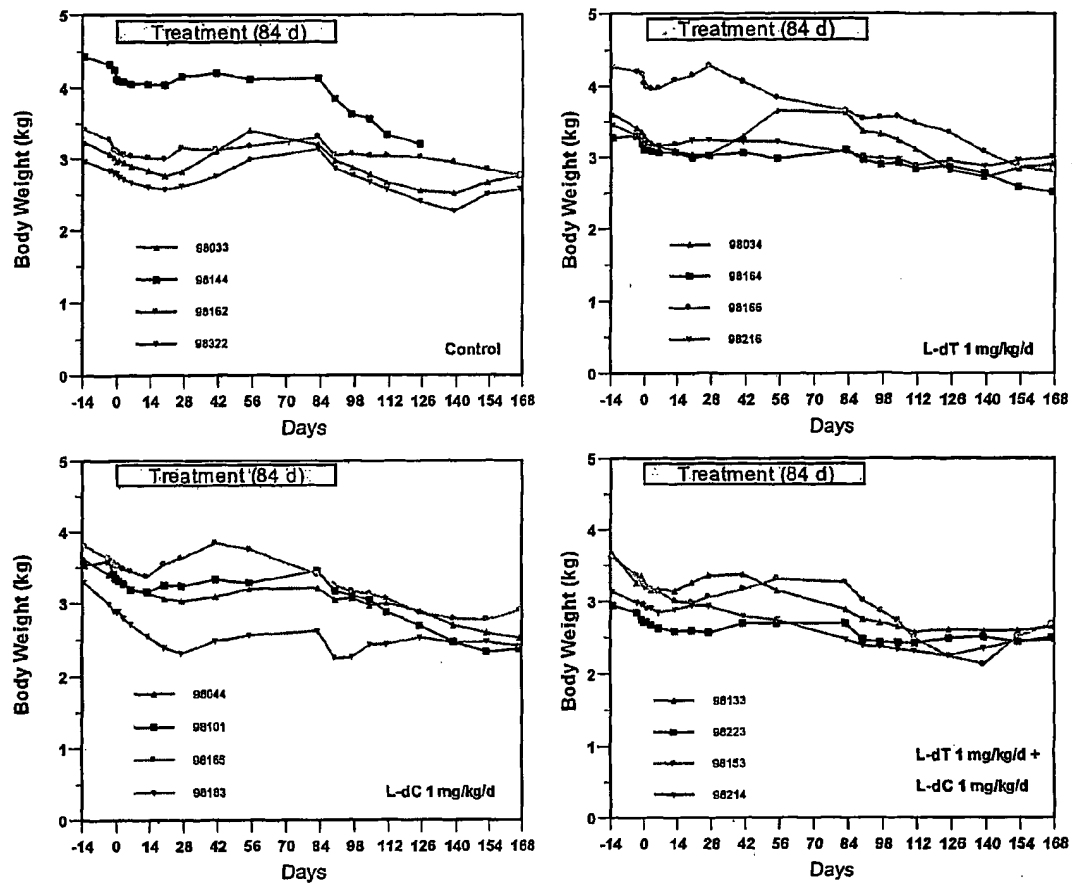 Treatment (84 d)
Body Weight (kg)
5
4
3
2
1
0
98033
98144
98162
98322
Control
-14 0 14 28 42 56 70 84 98 112 126 140 154 168
Days
Treatment (84 d)
Body Weight (kg)
5
4
3
2
1
0
98034
98164
98166
98216
L-dT 1 mg/kg/d
-14 0 14 28 42 56 70 84 98 112 126 140 154 168
Days
Treatment (84 d)
Body Weight (kg)
5
4
3
2
1
0
98044
98101
98165
98183
L-dC 1 mg/kg/d
-14 0 14 28 42 56 70 84 98 112 126 140 154 168
Days
Treatment (84 d)
Body Weight (kg)
5
4
3
2
1
0
98133
98223
98153
98214
L-dT 1 mg/kg/d +
L-dC 1 mg/kg/d
-14 0 14 28 42 56 70 84 98 112 126 140 154 168
Days